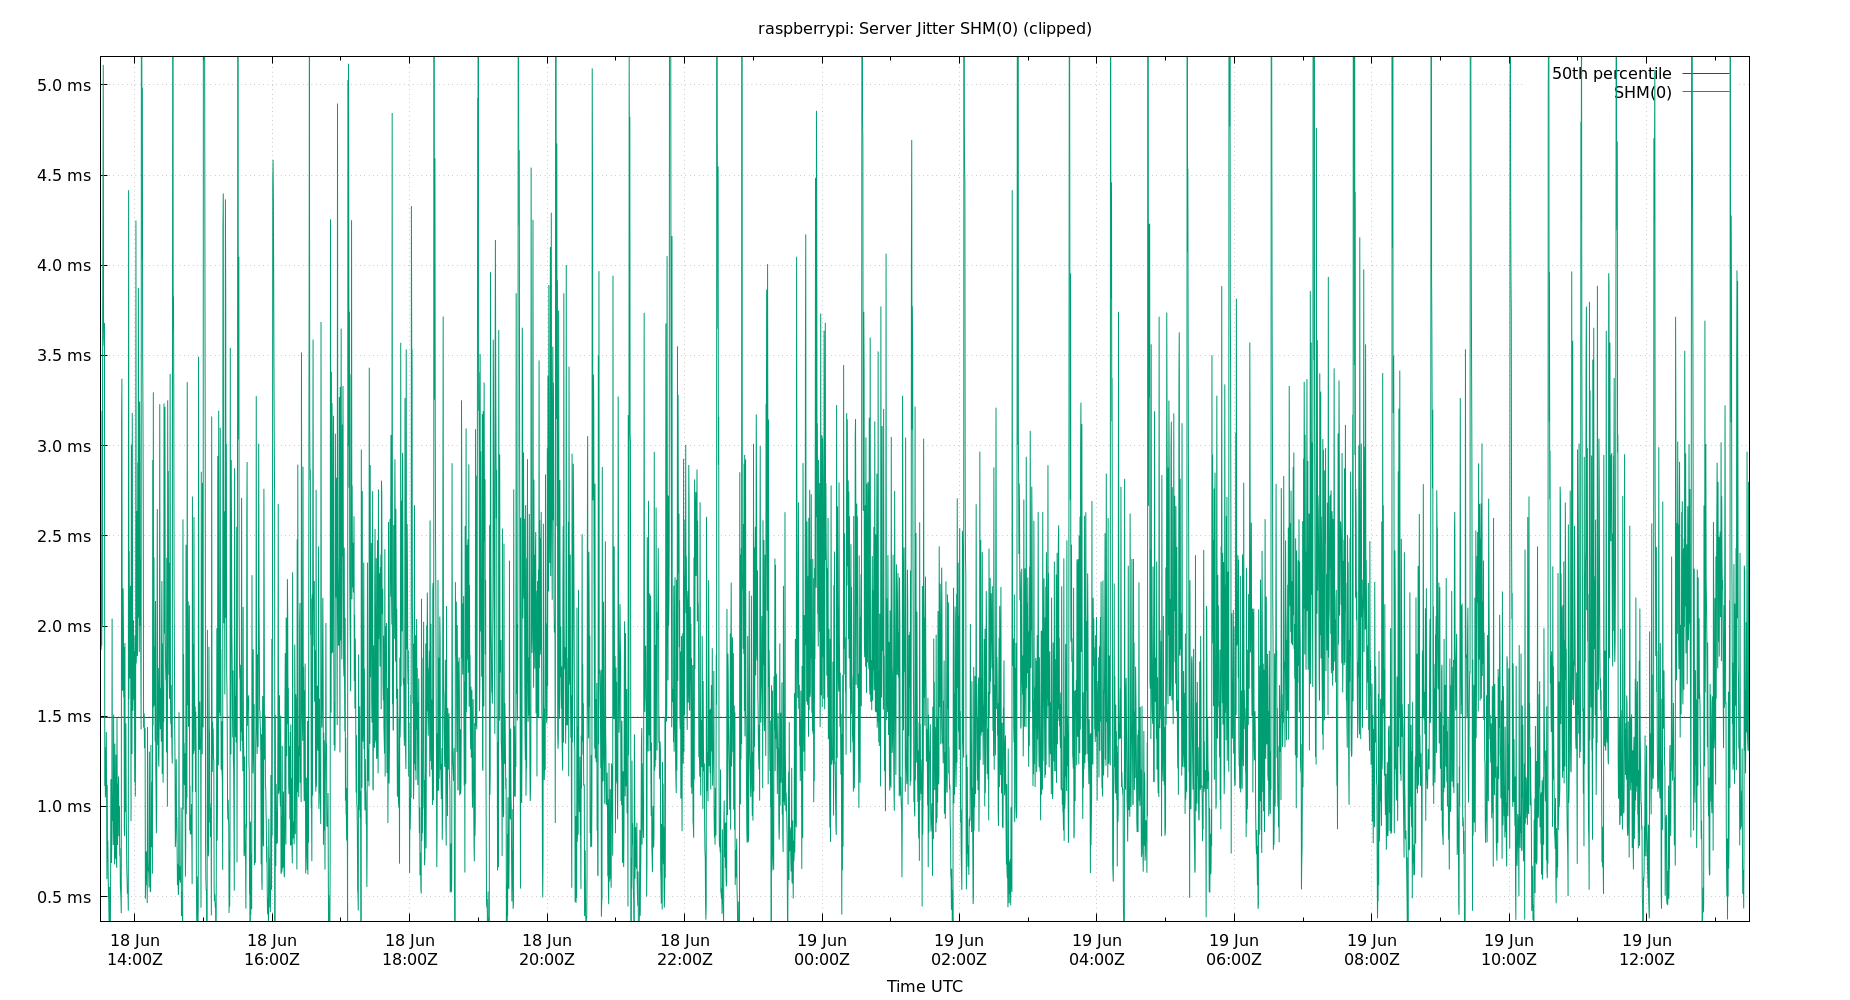 raspberrypi: Server Jitter SHM(0) (clipped)
50th percentile
SHM(0)
5.0 ms
4.5 ms
4.0 ms
3.5 ms
3.0 ms
2.5 ms
2.0 ms
1.5 ms
1.0 ms
0.5 ms
18 Jun 18 Jun 18 Jun 18 Jun 18 Jun 19 Jun 19 Jun 19 Jun 19 Jun 19 Jun 19 Jun 19 Jun
14:00Z 16:00Z 18:00Z 20:00Z 22:00Z 00:00Z 02:00Z 04:00Z 06:00Z 08:00Z 10:00Z 12:00Z
Time UTC